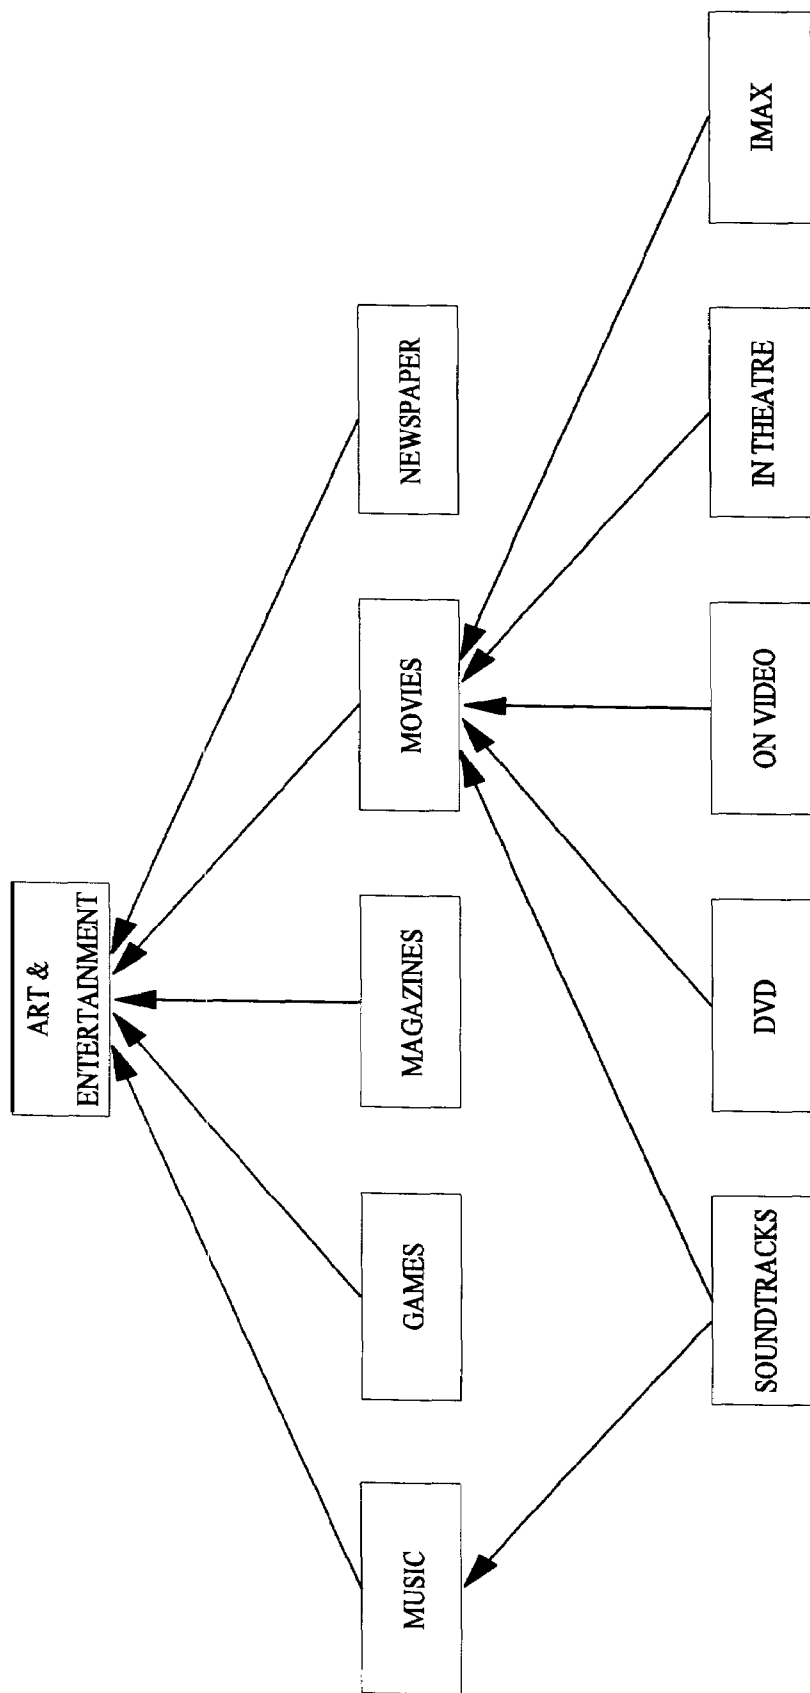 ART &
ENTERTAINMENT
MUSIC
GAMES
MAGAZINES
MOVIES
NEWSPAPER
SOUNDTRACKS
DVD
ON VIDEO
IN THEATRE
IMAX